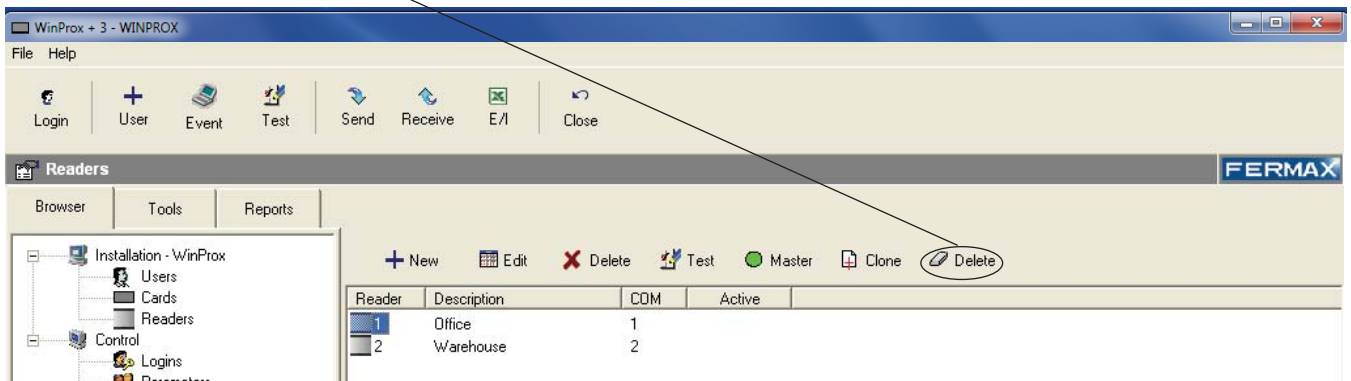 WinProx + 3 - WINPROX
File Help
Login User Event Test Send Receive E/I Close
Readers FERMAX
Browser Tools Reports
New Edit Delete Test Master Clone Delete
Installation - WinProx
Users
Cards
Readers
Control
Logins
Reader Description COM Active
1 Office 1
2 Warehouse 2